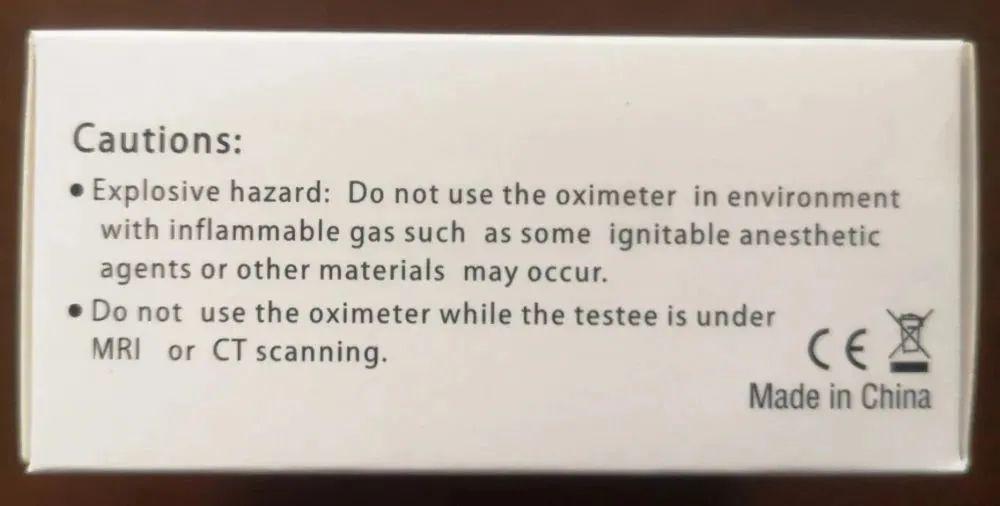 Cautions:
• Explosive hazard: Do not use the oximeter in environment
with inflammable gas such as some ignitable anesthetic
agents or other materials may occur.
• Do not use the oximeter while the testee is under
MRI or CT scanning.
CE
Made in China